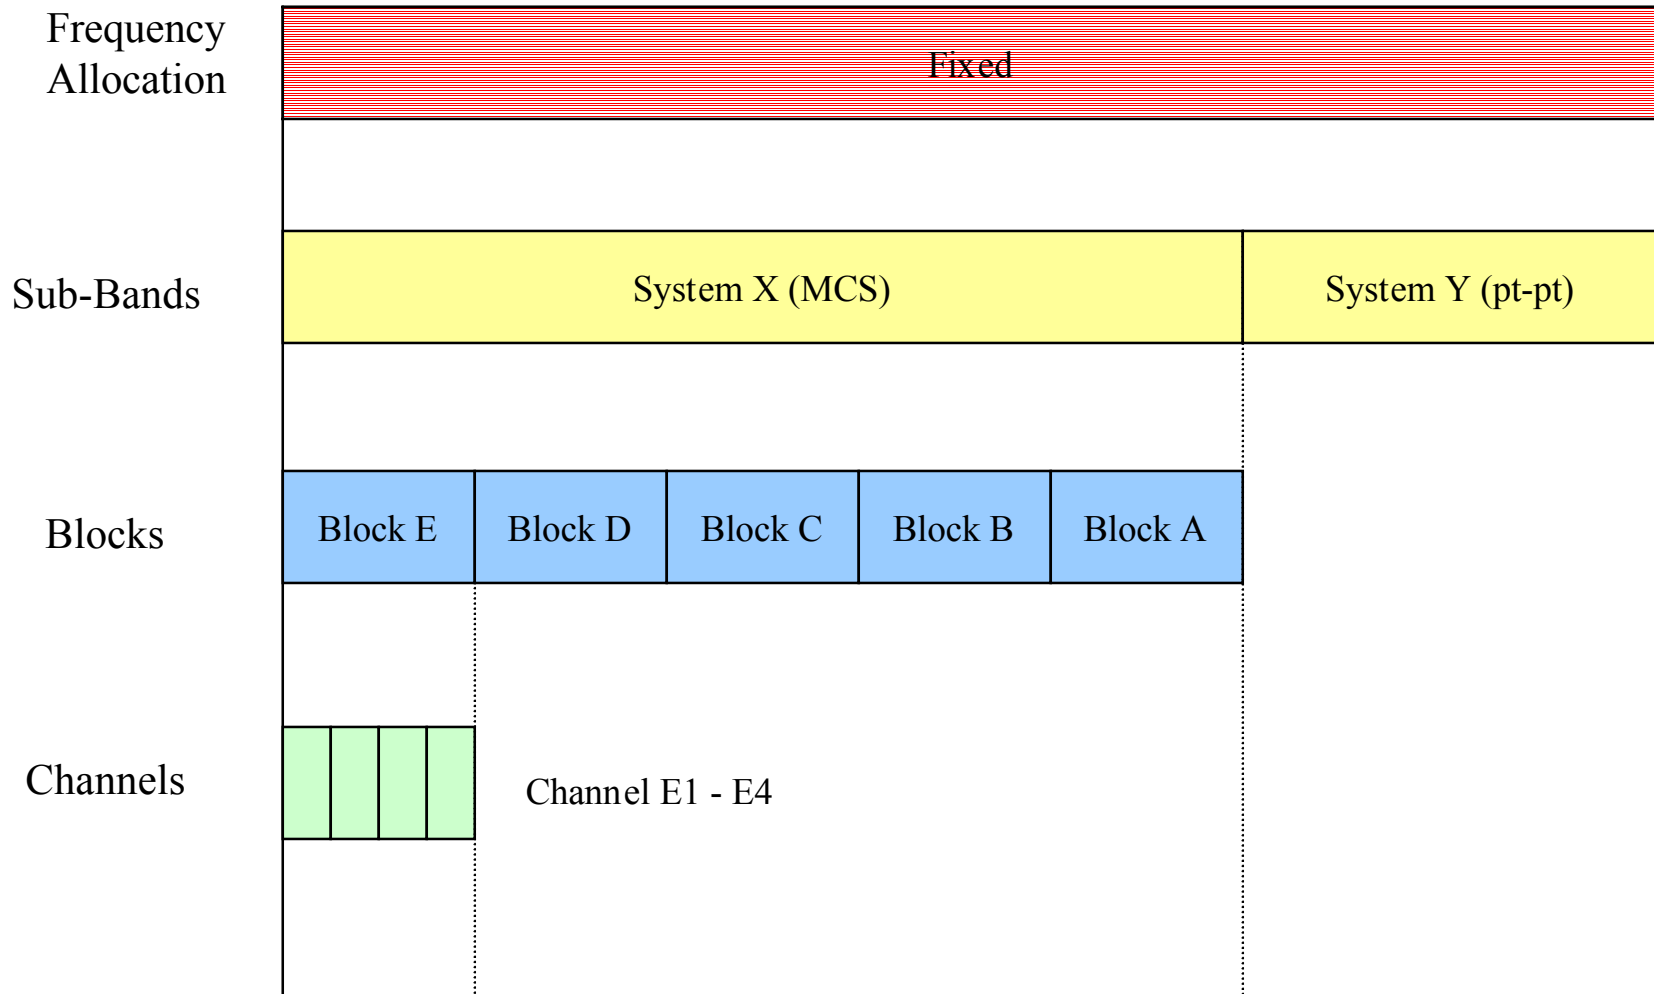 Frequency
Allocation
Fixed
Sub-Bands
System X (MCS)
System Y (pt-pt)
Blocks
Block E
Block D
Block C
Block B
Block A
Channels
Channel E1 - E4